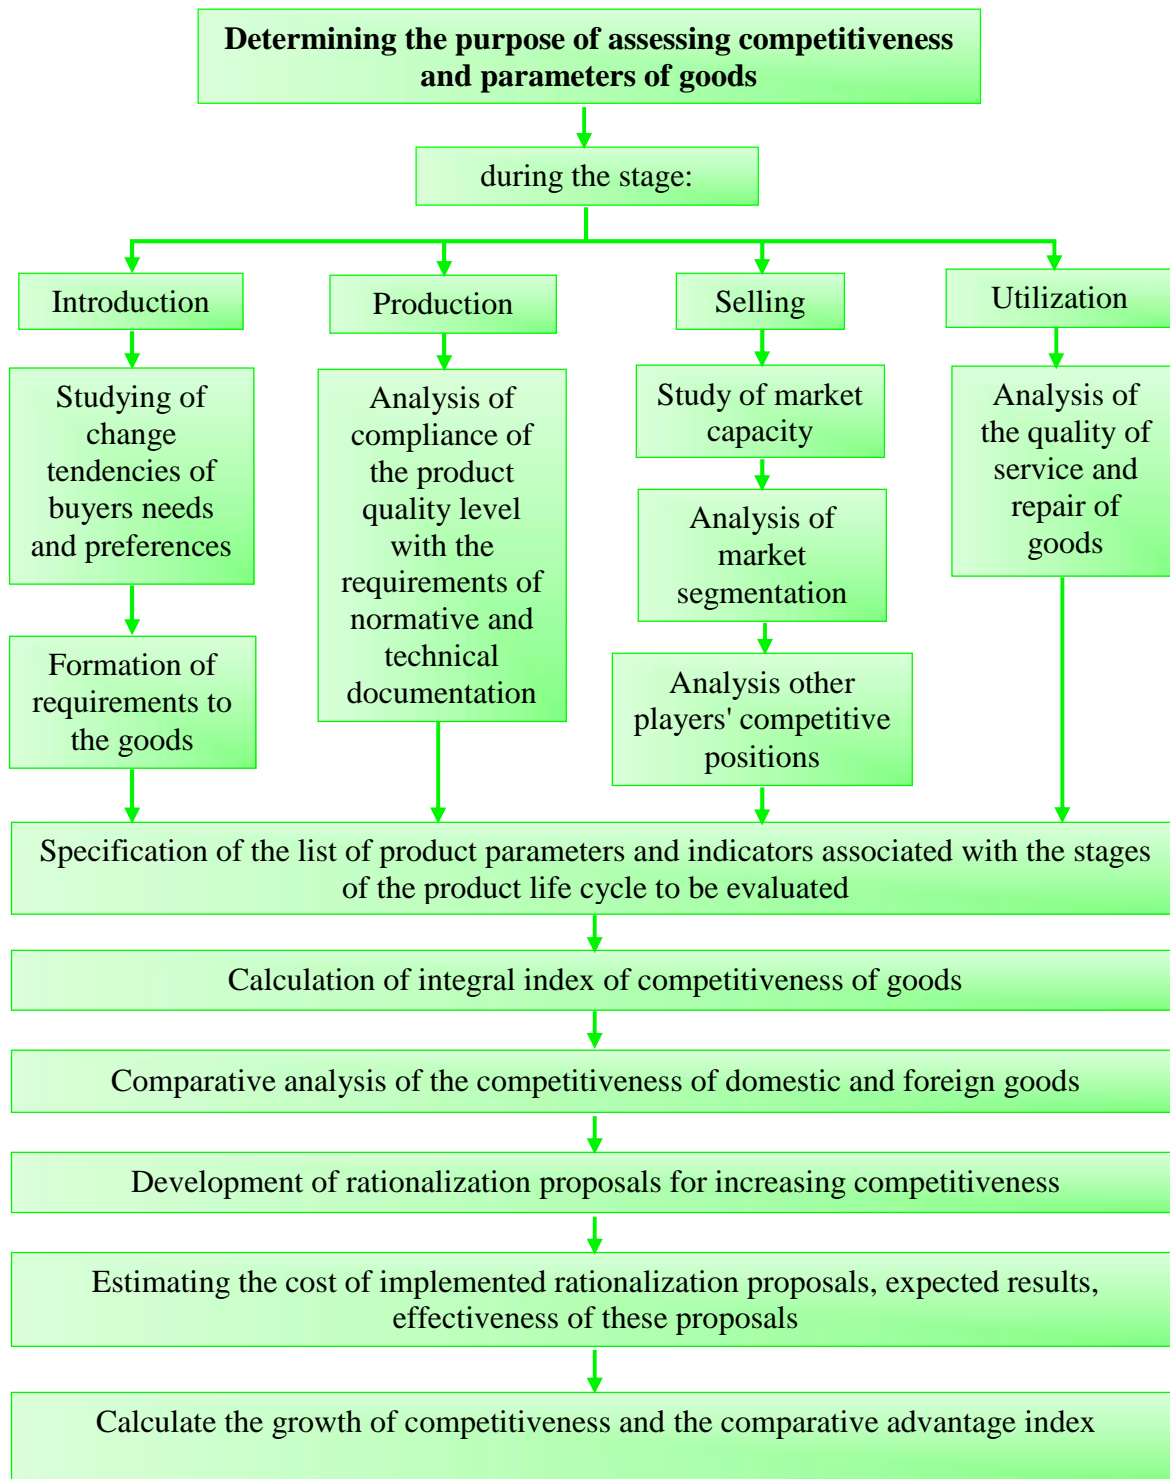 Determining the purpose of assessing competitiveness
and parameters of goods
during the stage:
Introduction
Production
Selling
Utilization
Studying of
change
tendencies of
buyers needs
and preferences
Formation of
requirements to
the goods
Analysis of
compliance of
the product
quality level
with the
requirements of
normative and
technical
documentation
Study of market
capacity
Analysis of
market
segmentation
Analysis other
players' competitive
positions
Analysis of
the quality of
service and
repair of
goods
Specification of the list of product parameters and indicators associated with the stages
of the product life cycle to be evaluated
Calculation of integral index of competitiveness of goods
Comparative analysis of the competitiveness of domestic and foreign goods
Development of rationalization proposals for increasing competitiveness
Estimating the cost of implemented rationalization proposals, expected results,
effectiveness of these proposals
Calculate the growth of competitiveness and the comparative advantage index